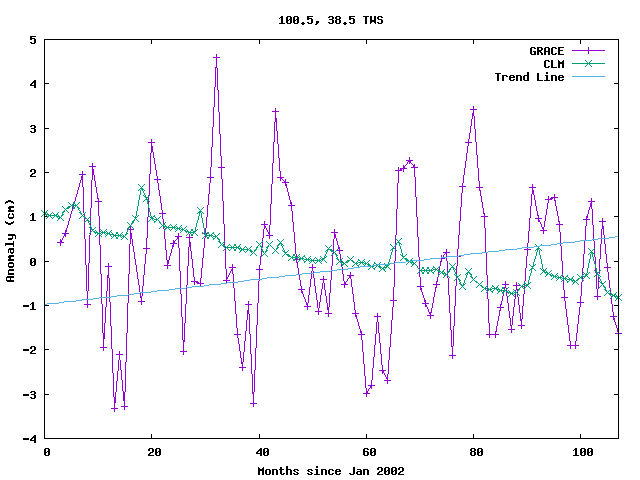 100.5, 38.5 TWS
GRACE
CLM
Trend Line
5
4
3
2
1
0
-1
-2
-3
-4
Anomaly (cm)
0 20 40 60 80 100
Months since Jan 2002